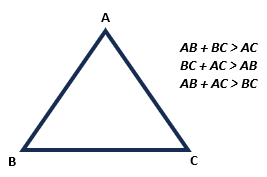 A
AB + BC > AC
BC + AC > AB
AB + AC > BC
B
C